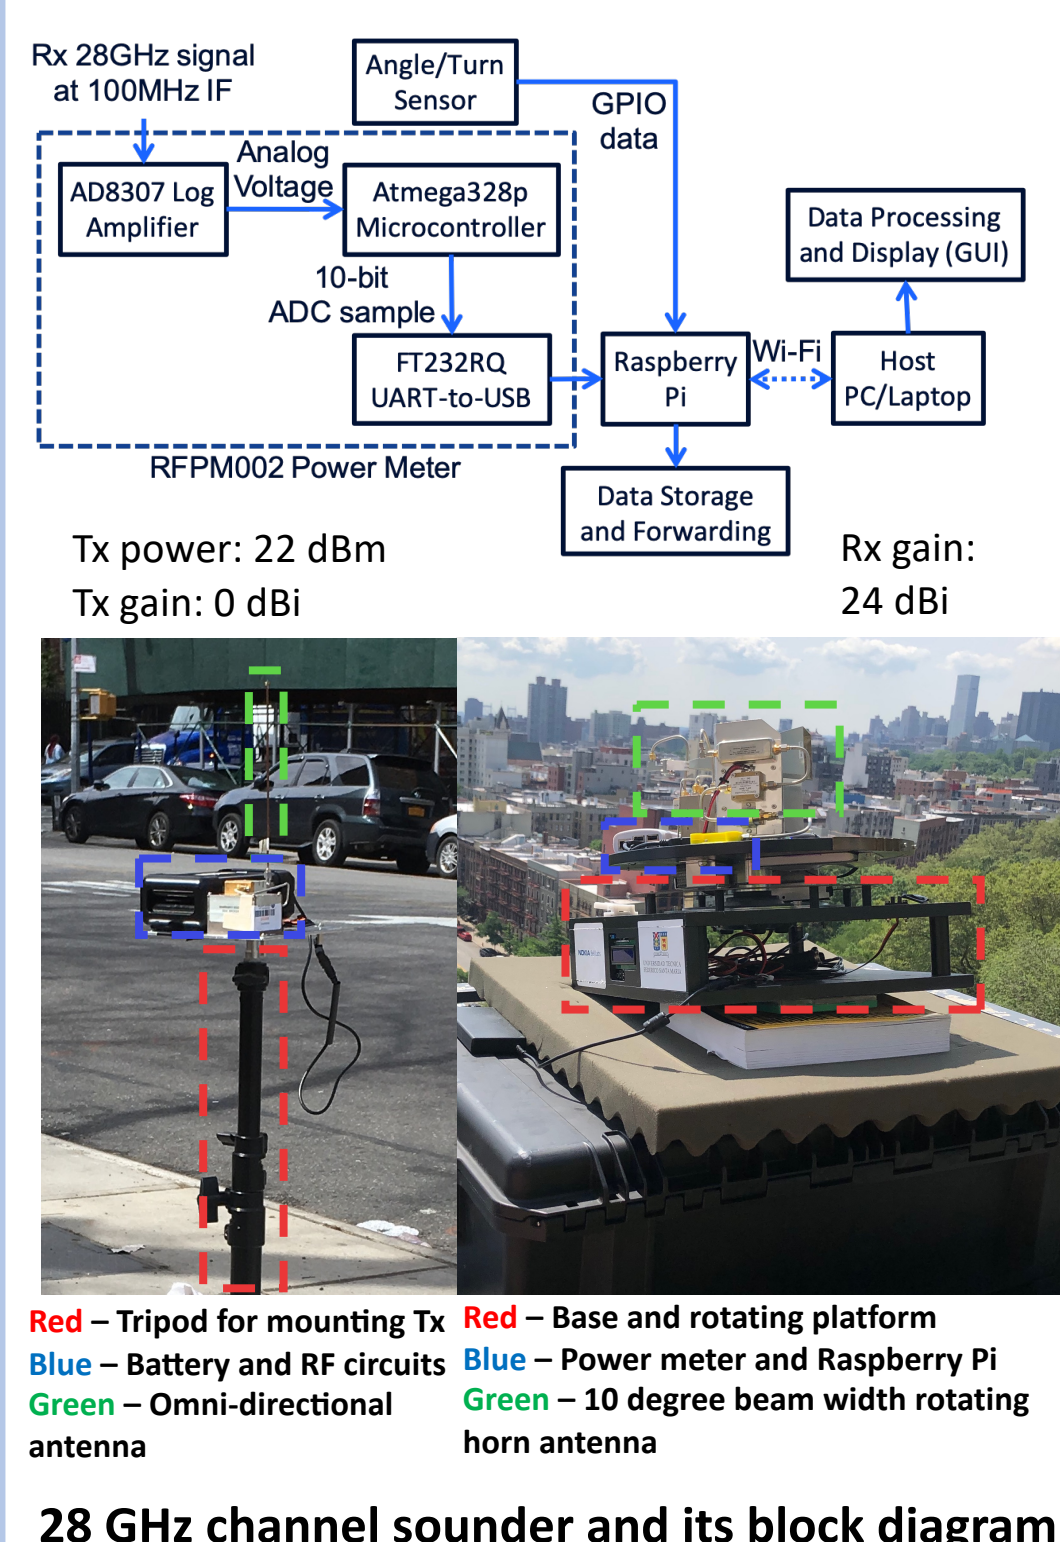 Rx 28GHz signal
at 100MHz IF
Angle/Turn
Sensor
GPIO
data
Analog
Voltage
AD8307 Log
Amplifier
Atmega328p
Microcontroller
Data Processing
and Display (GUI)
10-bit
ADC sample
FT232RQ
UART-to-USB
Raspberry
Pi
Wi-Fi
Host
PC/Laptop
RFPM002 Power Meter
Data Storage
and Forwarding
Tx power: 22 dBm
Tx gain: 0 dBi
Rx gain:
24 dBi
NOKIA
Red – Tripod for mounting Tx
Blue – Battery and RF circuits
Green – Omni-directional
antenna
Red – Base and rotating platform
Blue – Power meter and Raspberry Pi
Green – 10 degree beam width rotating
horn antenna
28 GHz channel sounder and its block diagram